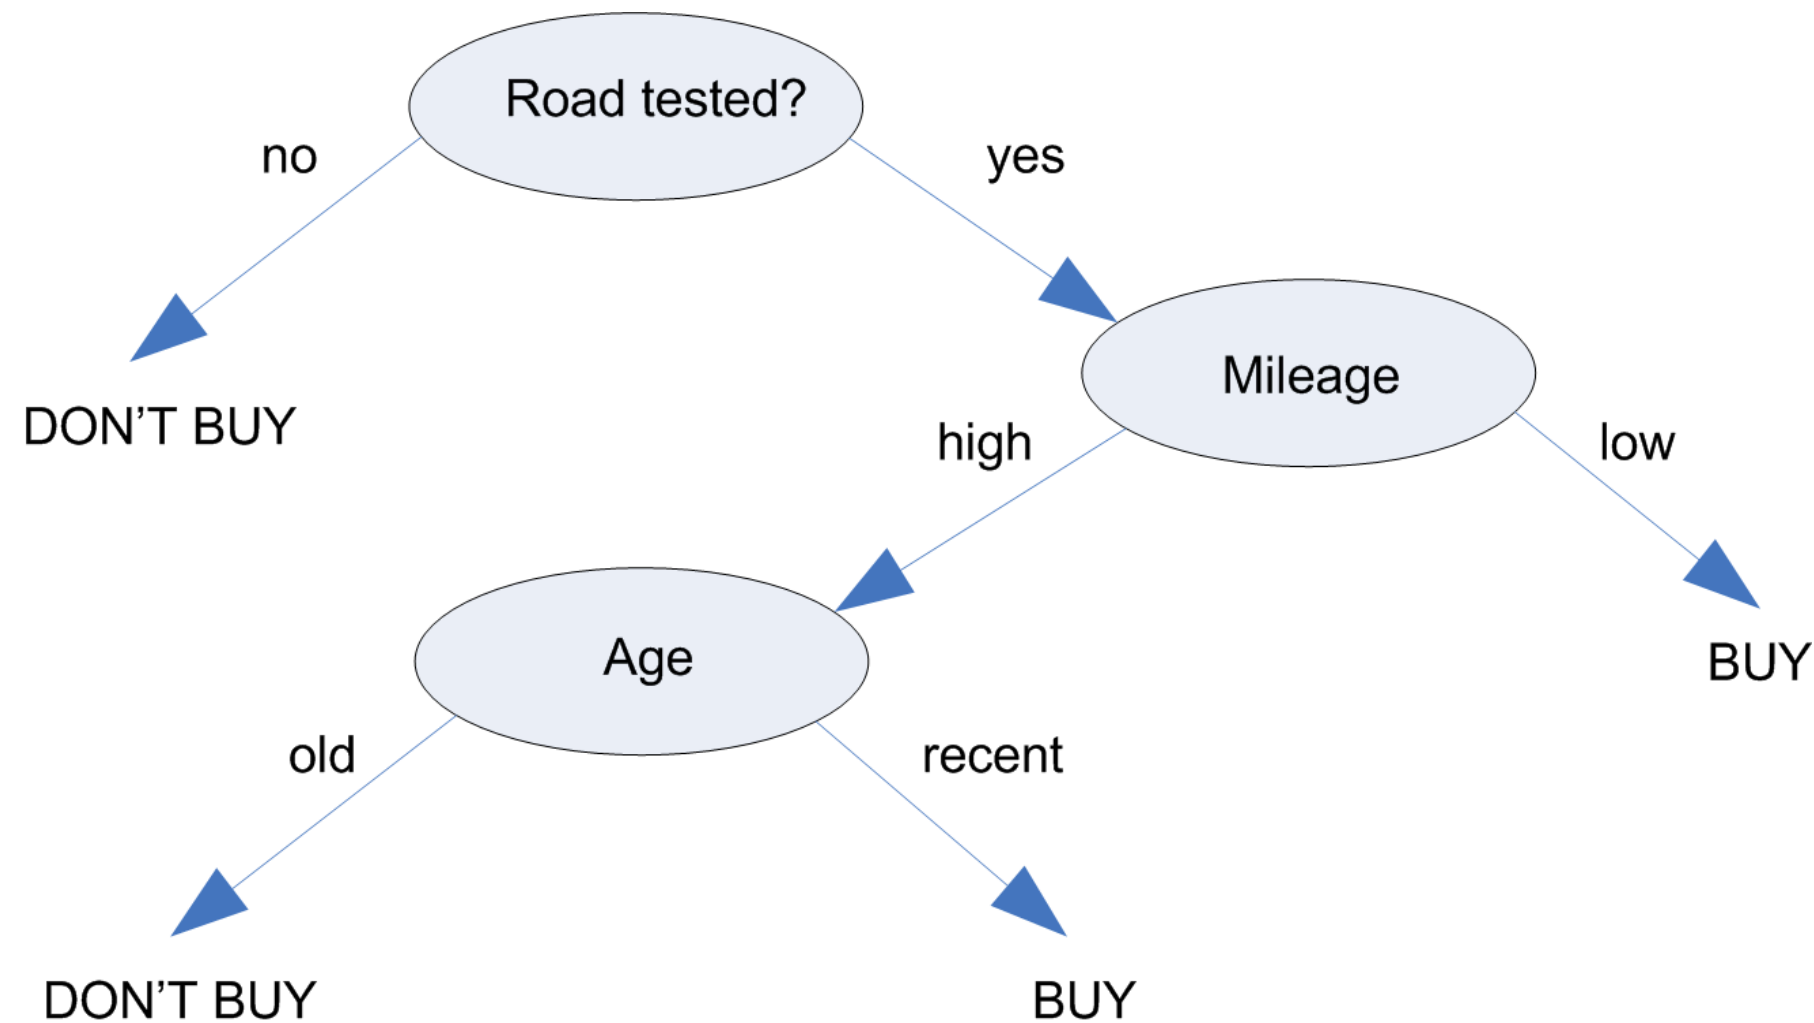 Road tested?
no
yes
DON’T BUY
Mileage
high
low
Age
BUY
old
recent
DON’T BUY
BUY